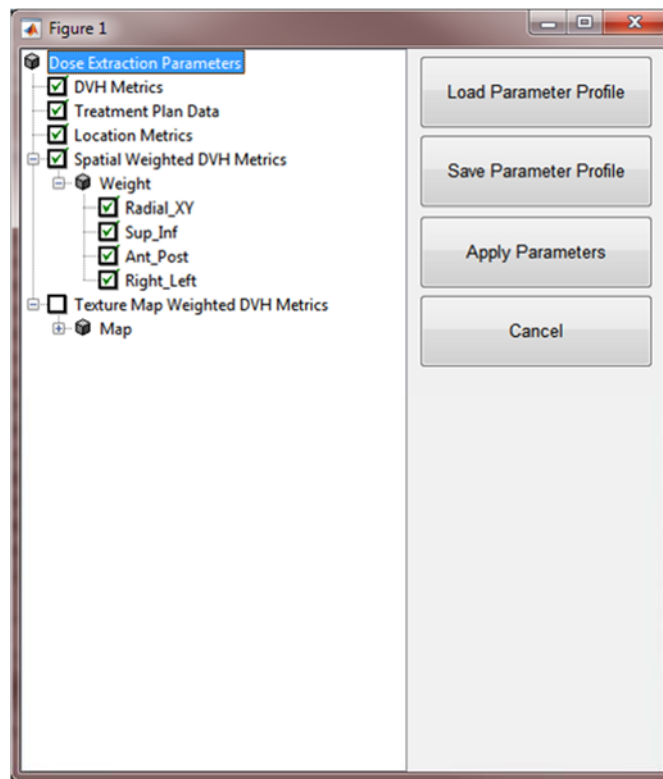 Figure 1
Dose Extraction Parameters
DVH Metrics
Treatment Plan Data
Location Metrics
Spatial Weighted DVH Metrics
Weight
Radial_XY
Sup_Inf
Ant_Post
Right_Left
Texture Map Weighted DVH Metrics
Map
Load Parameter Profile
Save Parameter Profile
Apply Parameters
Cancel